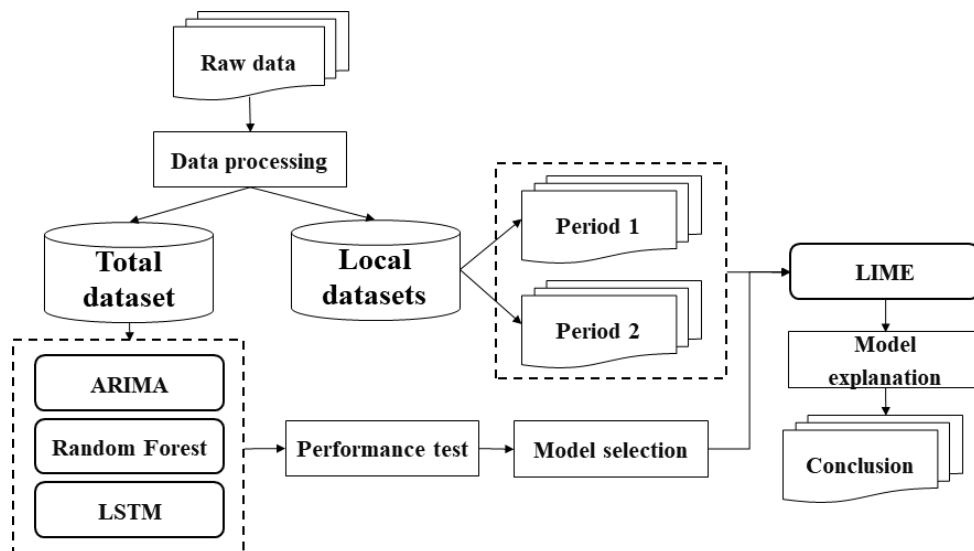 Raw data
Data processing
Total
dataset
Local
datasets
Period 1
Period 2
LIME
Model
explanation
Conclusion
ARIMA
Random Forest
LSTM
Performance test
Model selection